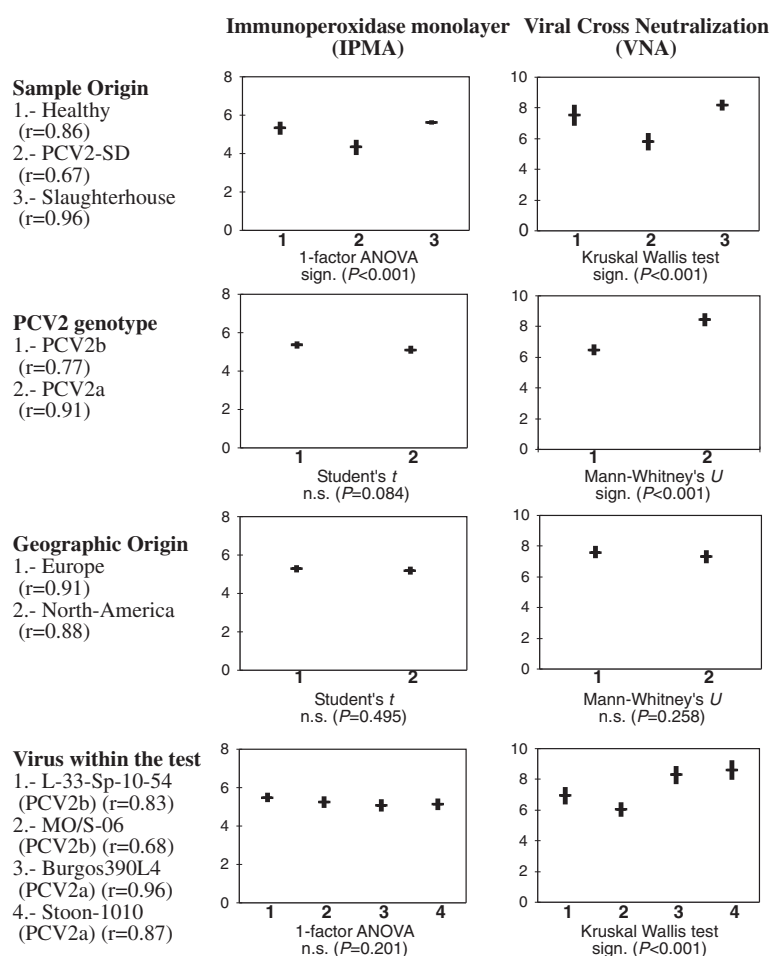 Immunoperoxidase monolayer Viral Cross Neutralization
(IPMA) (VNA)
Sample Origin
1.- Healthy
(r=0.86)
2.- PCV2-SD
(r=0.67)
3.- Slaughterhouse
(r=0.96)
8
6
4
2
0
1 2 3
1-factor ANOVA
sign. (P<0.001)
10
8
6
4
2
0
1 2 3
Kruskal Wallis test
sign. (P<0.001)
PCV2 genotype
1.- PCV2b
(r=0.77)
2.- PCV2a
(r=0.91)
8
6
4
2
0
1 2
Student's t
n.s. (P=0.084)
10
8
6
4
2
0
1 2
Mann-Whitney's U
sign. (P<0.001)
Geographic Origin
1.- Europe
(r=0.91)
2.- North-America
(r=0.88)
8
6
4
2
0
1 2
Student's t
n.s. (P=0.495)
10
8
6
4
2
0
1 2
Mann-Whitney's U
n.s. (P=0.258)
Virus within the test
1.- L-33-Sp-10-54
(PCV2b) (r=0.83)
2.- MO/S-06
(PCV2b) (r=0.68)
3.- Burgos390L4
(PCV2a) (r=0.96)
4.- Stoon-1010
(PCV2a) (r=0.87)
8
6
4
2
0
1 2 3 4
1-factor ANOVA
n.s. (P=0.201)
10
8
6
4
2
0
1 2 3 4
Kruskal Wallis test
sign. (P<0.001)